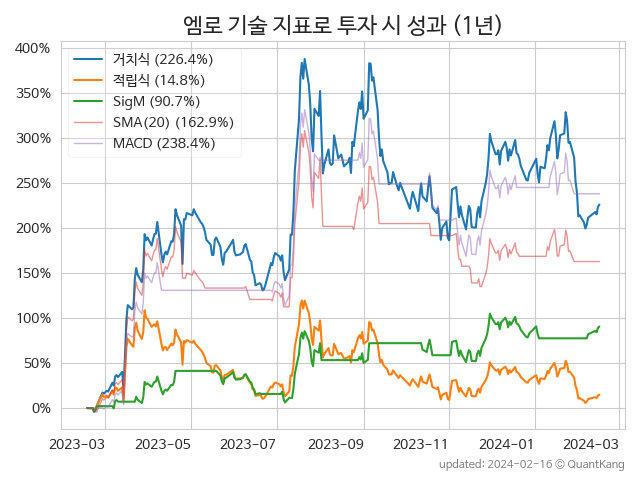 엠로 기술 지표로 투자 시 성과 (1년)
400%
350%
300%
250%
200%
150%
100%
50%
0%
거치식 (226.4%)
적립식 (14.8%)
SigM (90.7%)
SMA(20) (162.9%)
MACD (238.4%)
2023-03
2023-05
2023-07
2023-09
2023-11
2024-01
2024-03
updated: 2024-02-16 © QuantKang